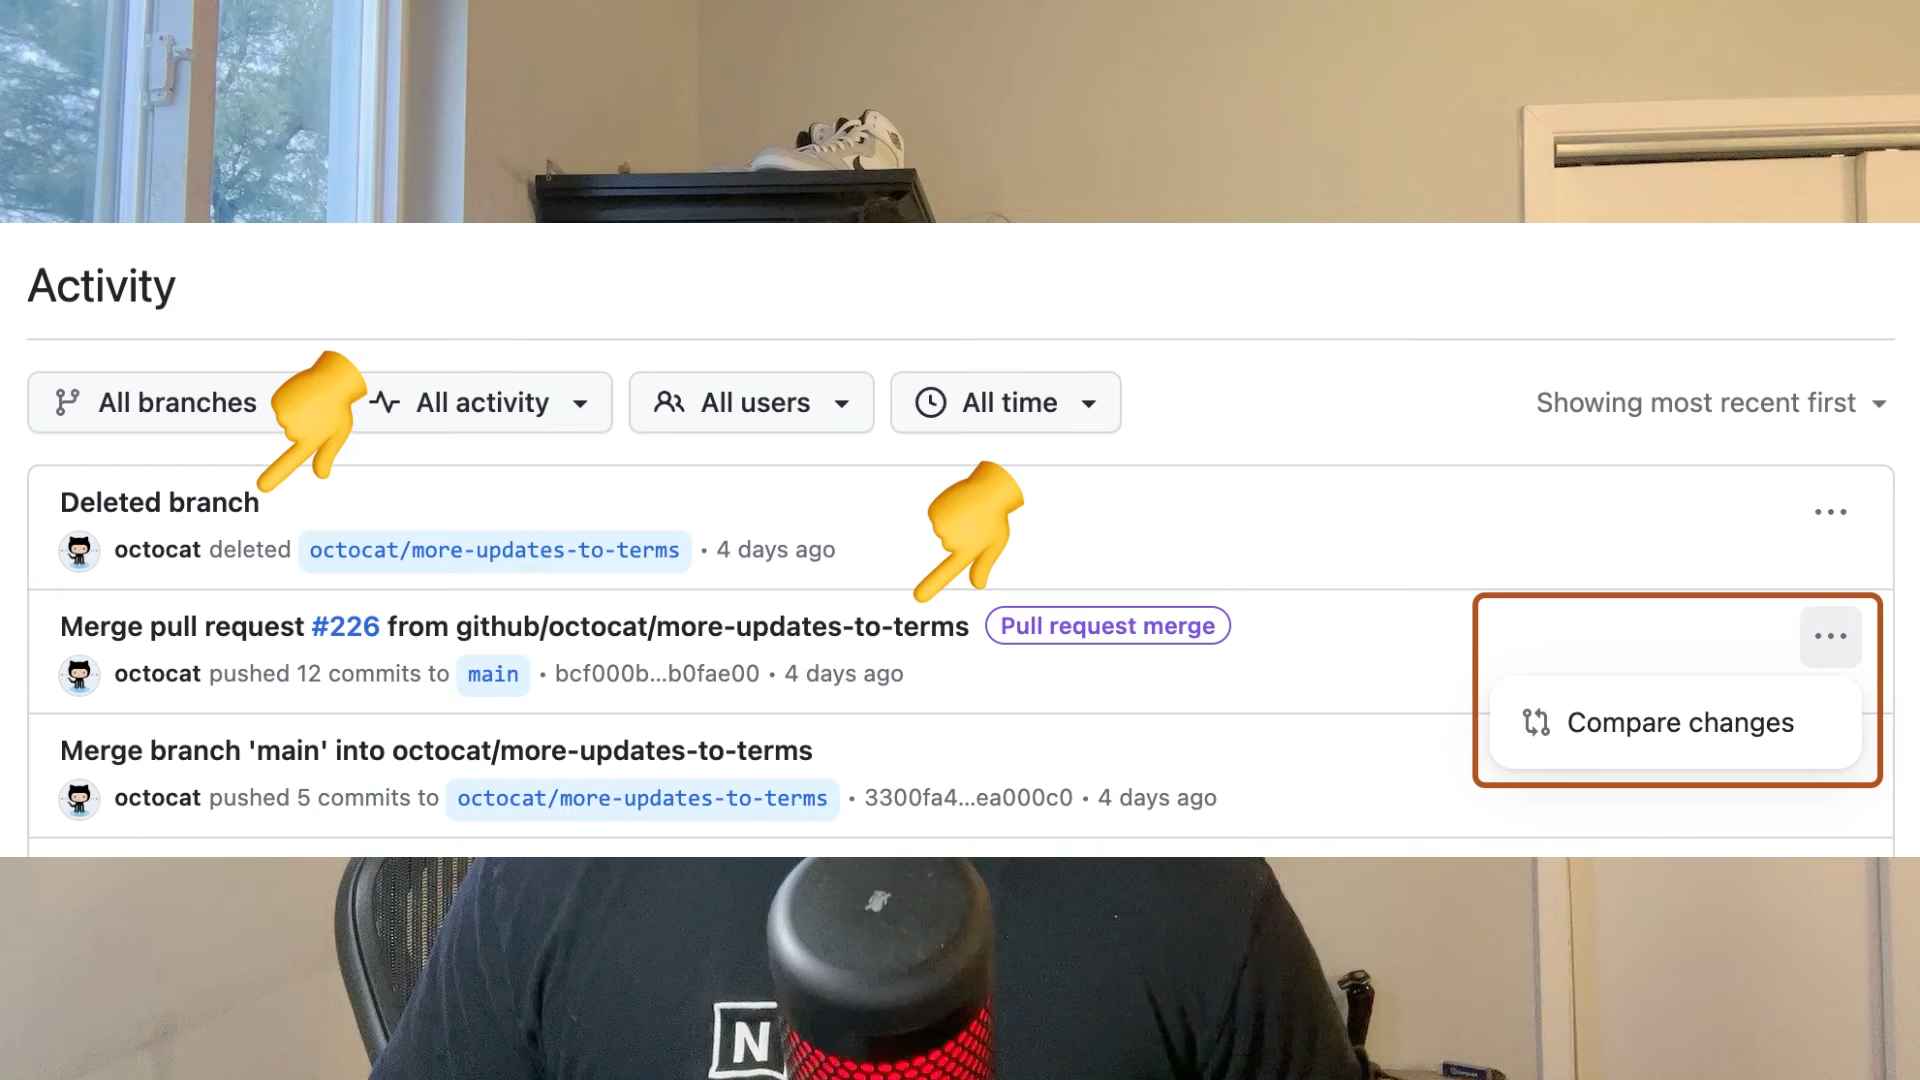 Activity
All branches All activity All users All time Showing most recent first
Deleted branch
octocat deleted octocat/more-updates-to-terms • 4 days ago
Merge pull request #226 from github/octocat/more-updates-to-terms Pull request merge
octocat pushed 12 commits to main • bcf000b...b0fae00 • 4 days ago
Compare changes
Merge branch 'main' into octocat/more-updates-to-terms
octocat pushed 5 commits to octocat/more-updates-to-terms • 3300fa4...ea000c0 • 4 days ago
N